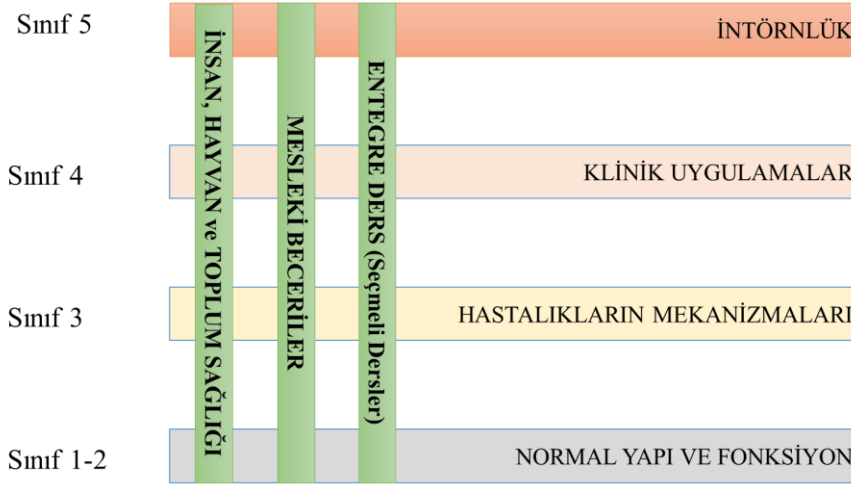 Sınıf 5
İNTÖRNLÜK
Sınıf 4
KLİNİK UYGULAMALAR
Sınıf 3
HASTALIKLARIN MEKANİZMALARI
Sınıf 1-2
NORMAL YAPI VE FONKSİYON
İNSAN, HAYVAN ve TOPLUM SAĞLIĞI
MESLEKİ BECERİLER
ENTEGRE DERS (Seçmeli Dersler)